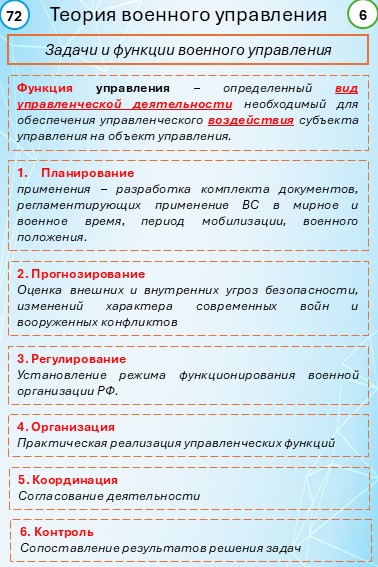 72 Теория военного управления 6
Задачи и функции военного управления
Функция управления – определенный вид
управленческой деятельности необходимый для
обеспечения управленческого воздействия субъекта
управления на объект управления.
1. Планирование
применения – разработка комплекта документов,
регламентирующих применение ВС в мирное и
военное время, период мобилизации, военного
положения.
2. Прогнозирование
Оценка внешних и внутренних угроз безопасности,
изменений характера современных войн и
вооруженных конфликтов
3. Регулирование
Установление режима функционирования военной
организации РФ.
4. Организация
Практическая реализация управленческих функций
5. Координация
Согласование деятельности
6. Контроль
Сопоставление результатов решения задач